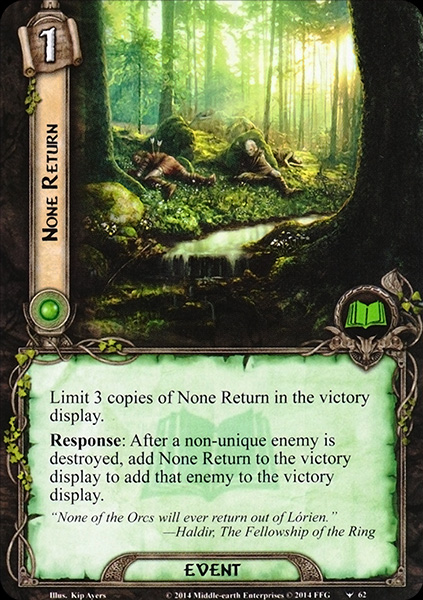 1
None Return
Limit 3 copies of None Return in the victory
display.
Response: After a non-unique enemy is
destroyed, add None Return to the victory
display to add that enemy to the victory
display.
“None of the Orcs will ever return out of Lórien.”
—Haldir, The Fellowship of the Ring
EVENT
Illus. Kip Ayers © 2014 Middle-earth Enterprises © 2014 FFG 62